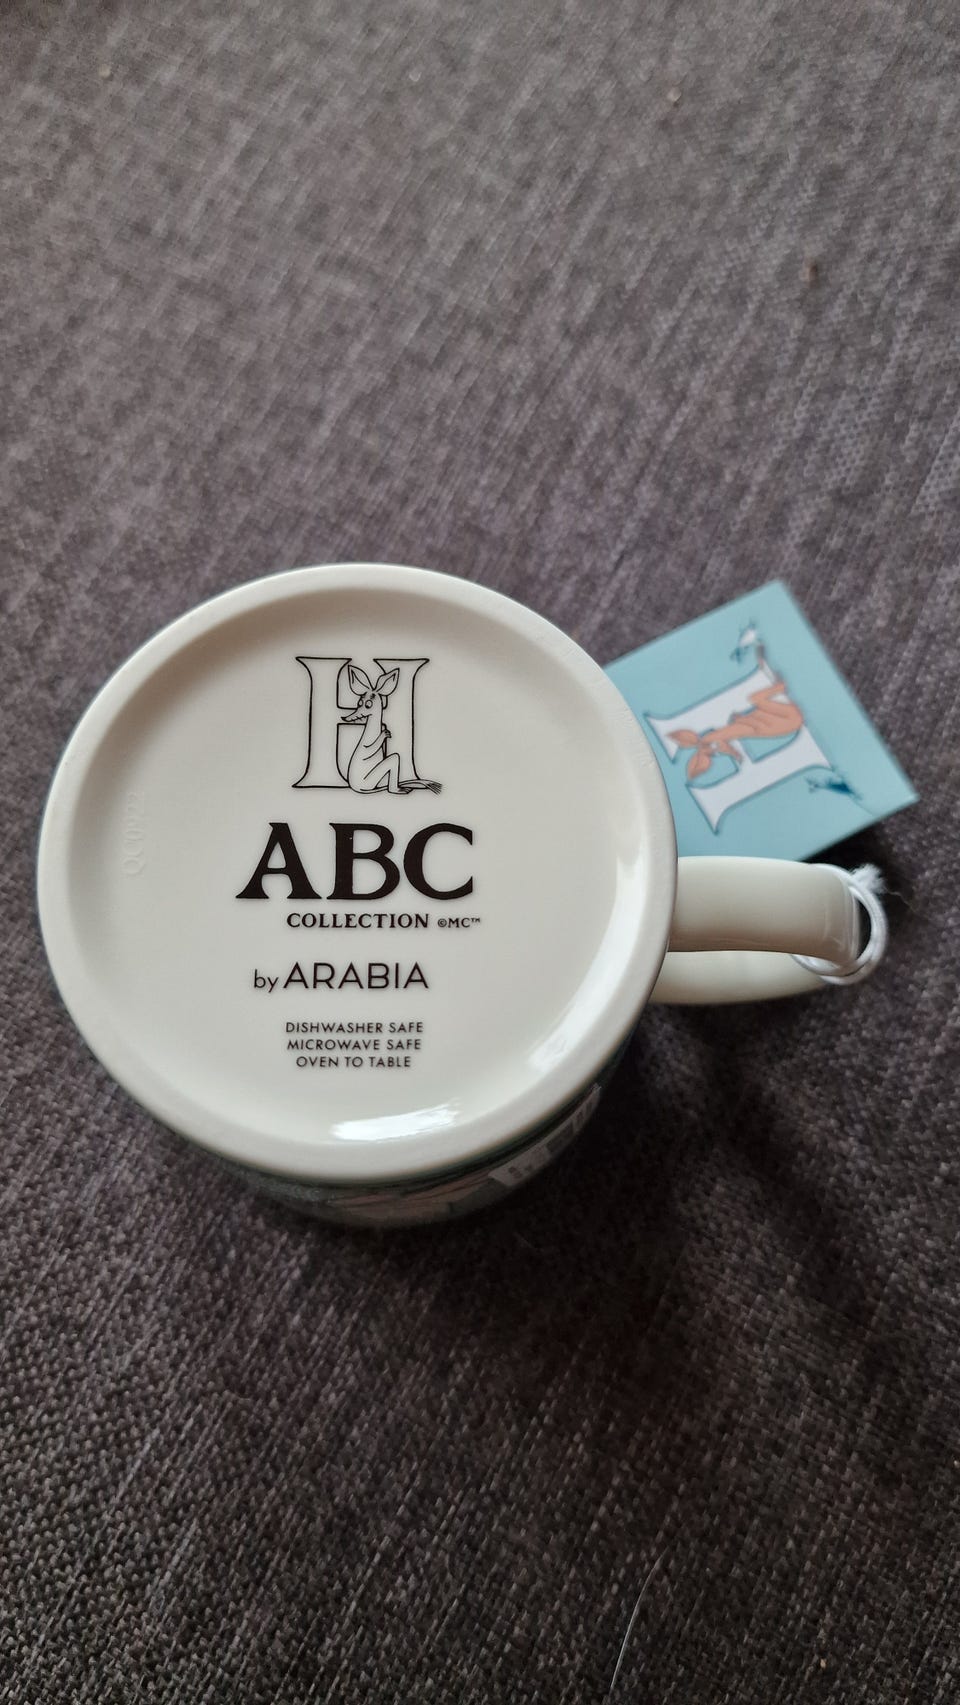 H
ABC
COLLECTION ©MC™
by ARABIA
DISHWASHER SAFE
MICROWAVE SAFE
OVEN TO TABLE
H